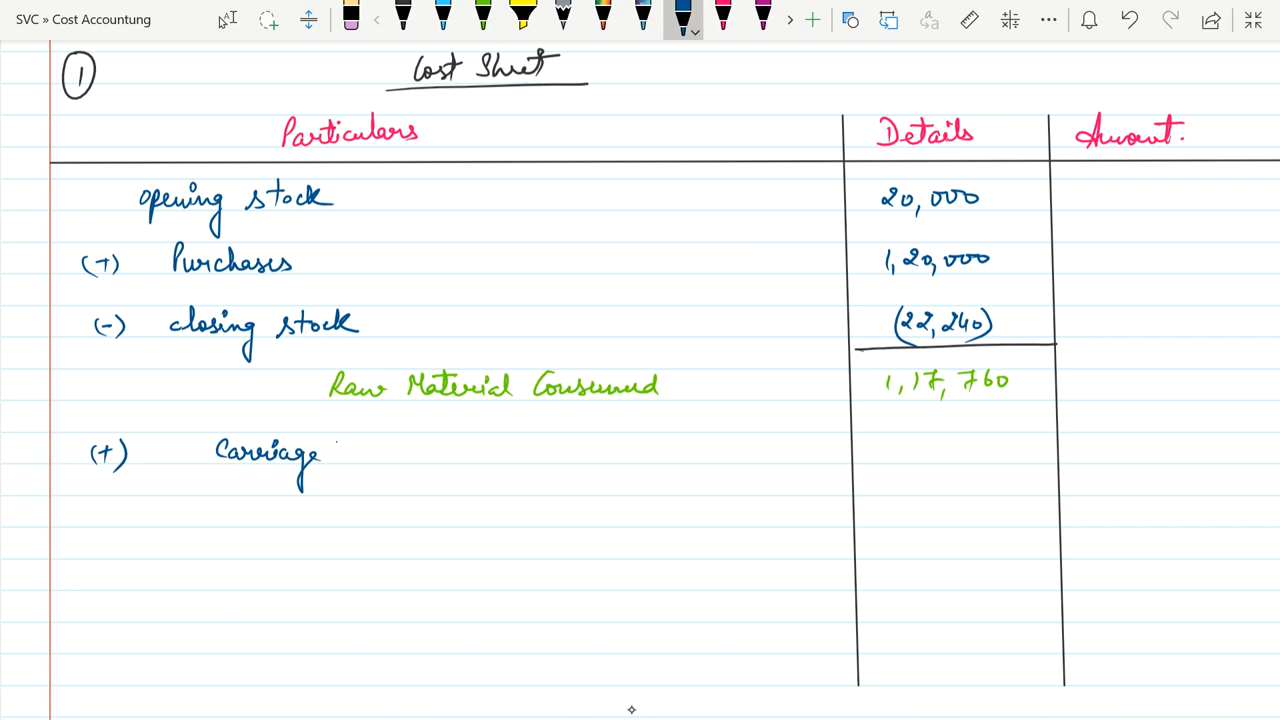 SVC » Cost Accountung
1 Cost Sheet
Particulars Details Amount.
opening stock 20,000
(+) Purchases 1,20,000
(-) closing stock (22,240)
Raw Material Consumed 1,17,760
(+) Carriage